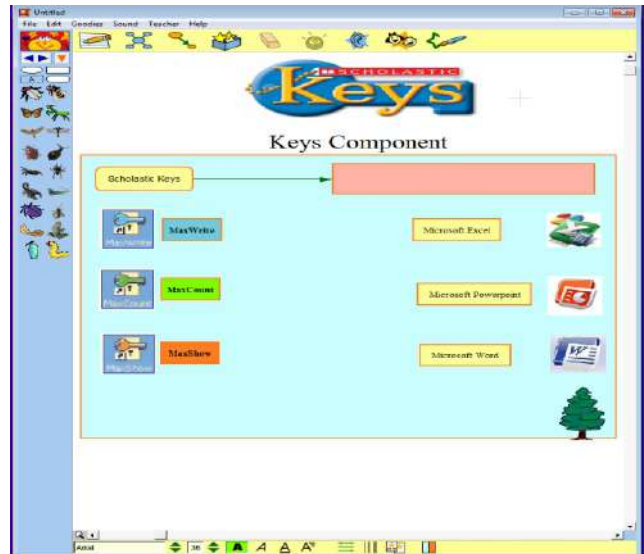 Untitled
File Edit Goodies Sound Teacher Help
SCHOLASTIC
Keys
Keys Component
Scholastic Keys
MaxWrite
MaxWrite
Microsoft Excel
MaxCount
MaxCount
Microsoft Powerpoint
MaxShow
MaxShow
Microsoft Word
Arial 36 A A A A